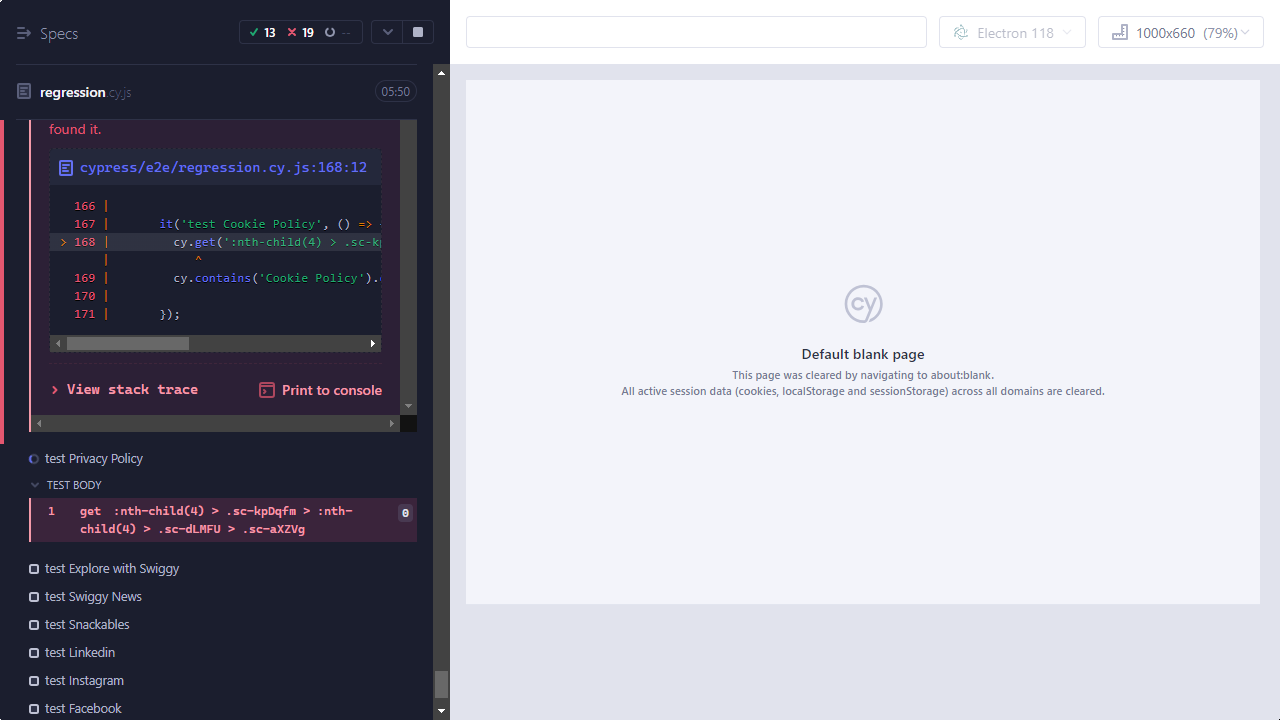 Specs
13 19 --
Electron 118
1000x660 (79%)
regression.cy.js
05:50
found it.
cypress/e2e/regression.cy.js:168:12
166 |
167 | it('test Cookie Policy', () =>
> 168 | cy.get(':nth-child(4) > .sc-kp
| ^
169 | cy.contains('Cookie Policy').
170 |
171 | });
View stack trace
Print to console
test Privacy Policy
TEST BODY
1 get :nth-child(4) > .sc-kpDqfm > :nth-
child(4) > .sc-dLMFU > .sc-aXZVg
0
test Explore with Swiggy
test Swiggy News
test Snackables
test Linkedin
test Instagram
test Facebook
cy
Default blank page
This page was cleared by navigating to about:blank.
All active session data (cookies, localStorage and sessionStorage) across all domains are cleared.